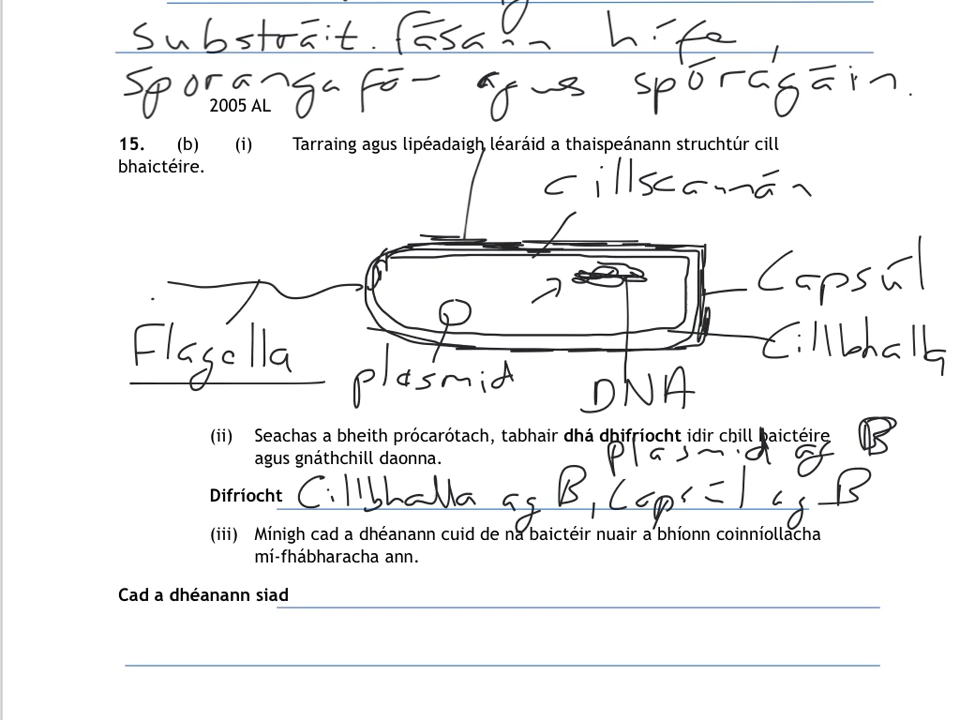 substráit. Fásann hífe,
sporangafór agus spórágáin.
2005 AL
15. (b) (i) Tarraing agus lipéadaigh léaráid a thaispeánann struchtúr cill
bhaictéire.
Cillscannán
Capsúl
Cillbhalla
Flagella
plasmid
DNA
(ii) Seachas a bheith prócarótach, tabhair dhá dhifríocht idir chill baictéire
agus gnáthchill daonna.
plasmid ag B
Difríocht Cillbhalla ag B, Capsúl ag B
(iii) Mínigh cad a dhéanann cuid de na baictéir nuair a bhíonn coinníollacha
mí-fhábharacha ann.
Cad a dhéanann siad